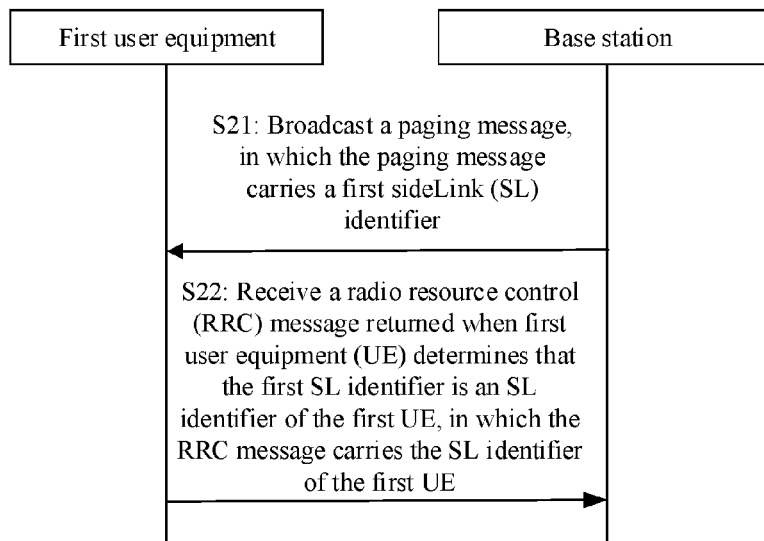 First user equipment
Base station
S21: Broadcast a paging message,
in which the paging message
carries a first sideLink (SL)
identifier
S22: Receive a radio resource control
(RRC) message returned when first
user equipment (UE) determines that
the first SL identifier is an SL
identifier of the first UE, in which the
RRC message carries the SL identifier
of the first UE